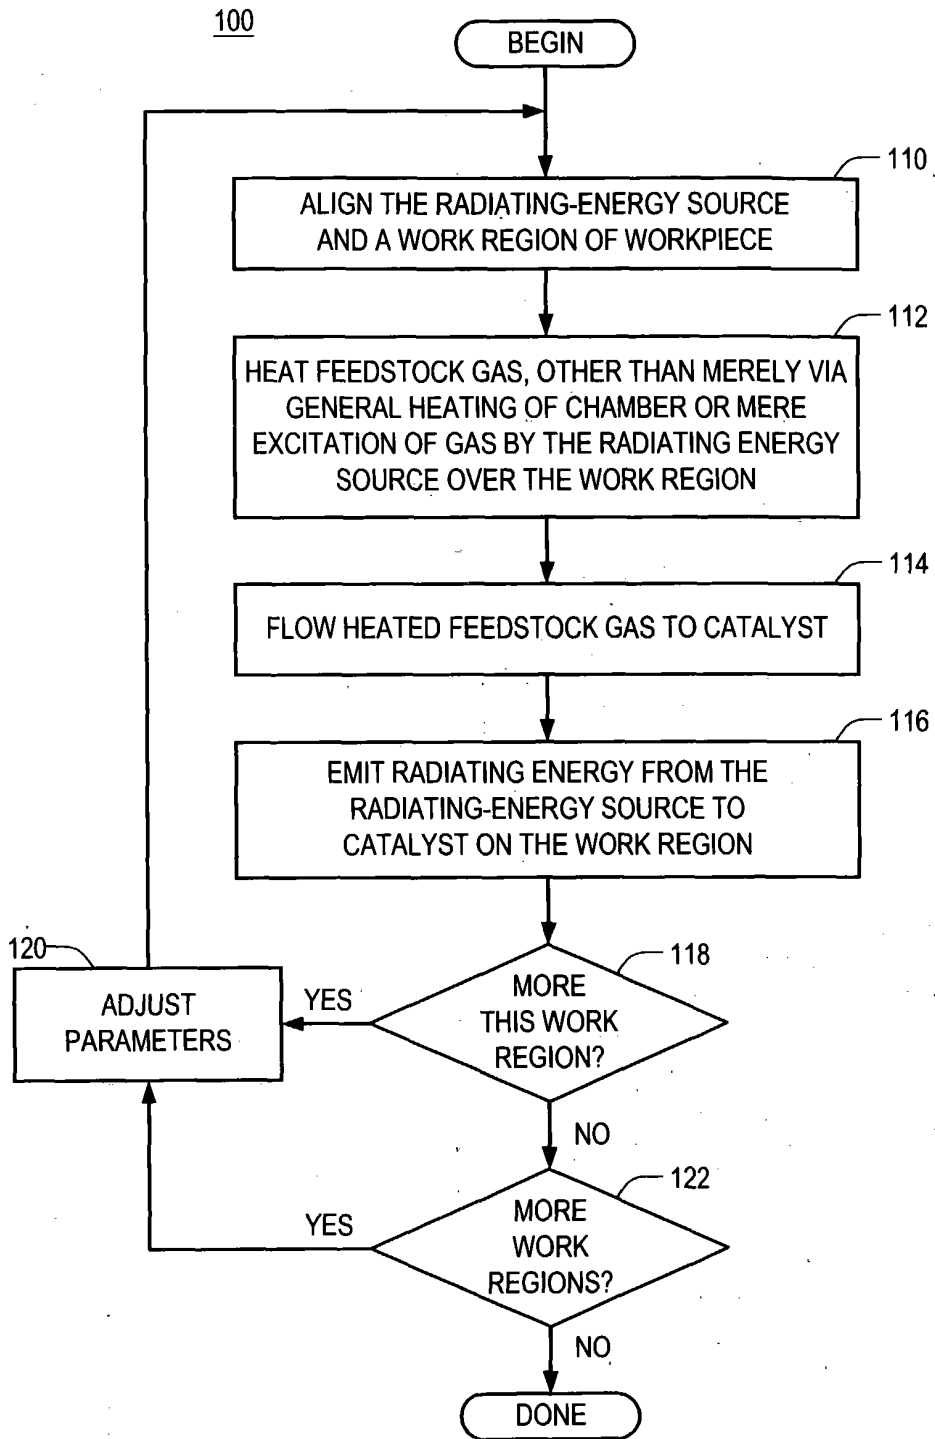 100
BEGIN
110
ALIGN THE RADIATING-ENERGY SOURCE
AND A WORK REGION OF WORKPIECE
112
HEAT FEEDSTOCK GAS, OTHER THAN MERELY VIA
GENERAL HEATING OF CHAMBER OR MERE
EXCITATION OF GAS BY THE RADIATING ENERGY
SOURCE OVER THE WORK REGION
114
FLOW HEATED FEEDSTOCK GAS TO CATALYST
116
EMIT RADIATING ENERGY FROM THE
RADIATING-ENERGY SOURCE TO
CATALYST ON THE WORK REGION
118
MORE
THIS WORK
REGION?
YES
120
ADJUST
PARAMETERS
NO
122
MORE
WORK
REGIONS?
YES
NO
DONE